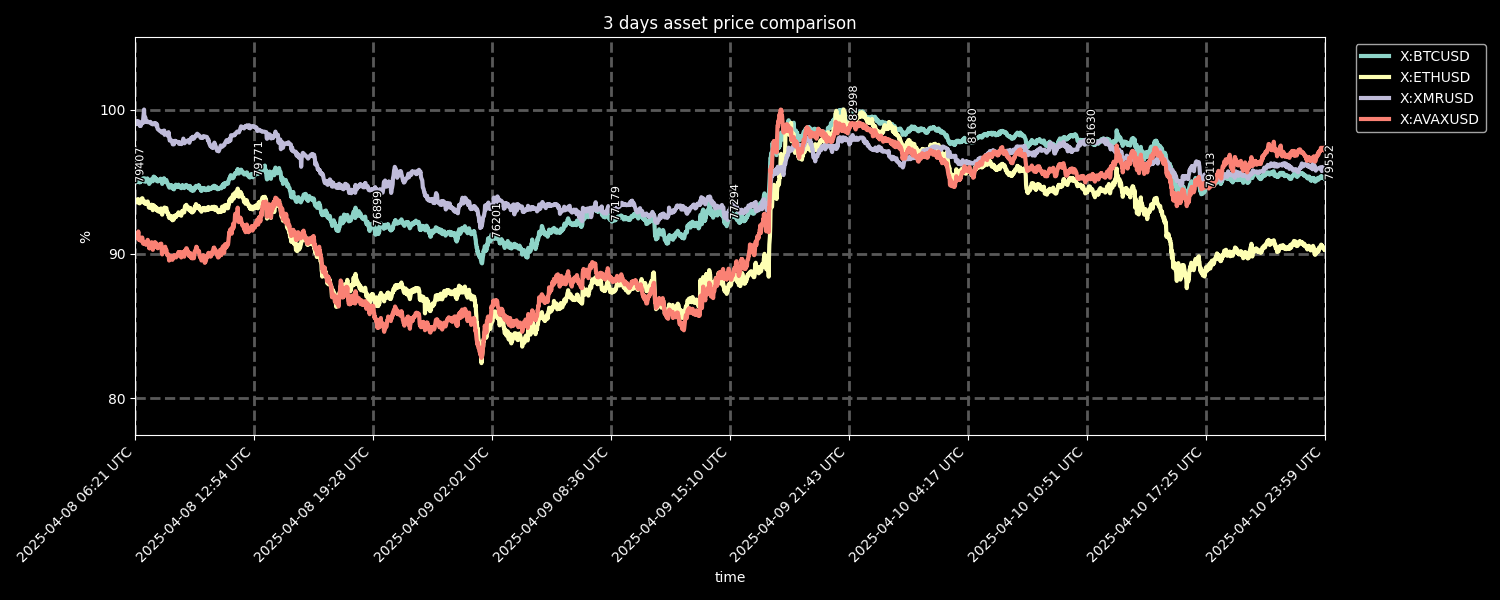 3 days asset price comparison
X:BTCUSD
X:ETHUSD
X:XMRUSD
X:AVAXUSD
100
90
80
%
79407
79771
76899
76201
77179
77294
82998
81680
81630
79113
79552
2025-04-08 06:21 UTC
2025-04-08 12:54 UTC
2025-04-08 19:28 UTC
2025-04-09 02:02 UTC
2025-04-09 08:36 UTC
2025-04-09 15:10 UTC
2025-04-09 21:43 UTC
2025-04-10 04:17 UTC
2025-04-10 10:51 UTC
2025-04-10 17:25 UTC
2025-04-10 23:59 UTC
time